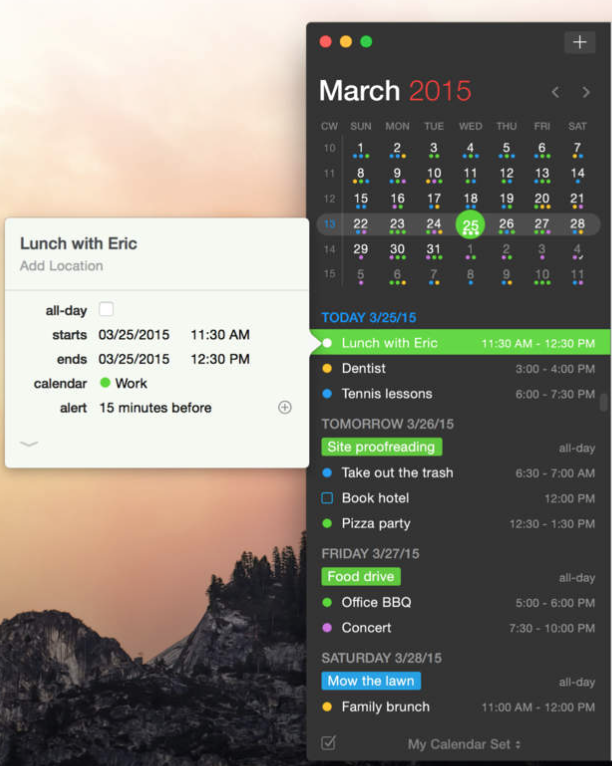 March 2015
CW SUN MON TUE WED THU FRI SAT
10 1 2 3 4 5 6 7
11 8 9 10 11 12 13 14
12 15 16 17 18 19 20 21
13 22 23 24 25 26 27 28
14 29 30 31 1 2 3 4
15 5 6 7 8 9 10 11
Lunch with Eric
Add Location
all-day
starts 03/25/2015 11:30 AM
ends 03/25/2015 12:30 PM
calendar Work
alert 15 minutes before
TODAY 3/25/15
Lunch with Eric 11:30 AM - 12:30 PM
Dentist 3:00 - 4:00 PM
Tennis lessons 6:00 - 7:30 PM
TOMORROW 3/26/15
Site proofreading all-day
Take out the trash 6:30 - 7:00 AM
Book hotel 12:00 PM
Pizza party 12:30 - 1:30 PM
FRIDAY 3/27/15
Food drive all-day
Office BBQ 5:00 - 6:00 PM
Concert 7:30 - 10:00 PM
SATURDAY 3/28/15
Mow the lawn all-day
Family brunch 11:00 AM - 12:00 PM
My Calendar Set